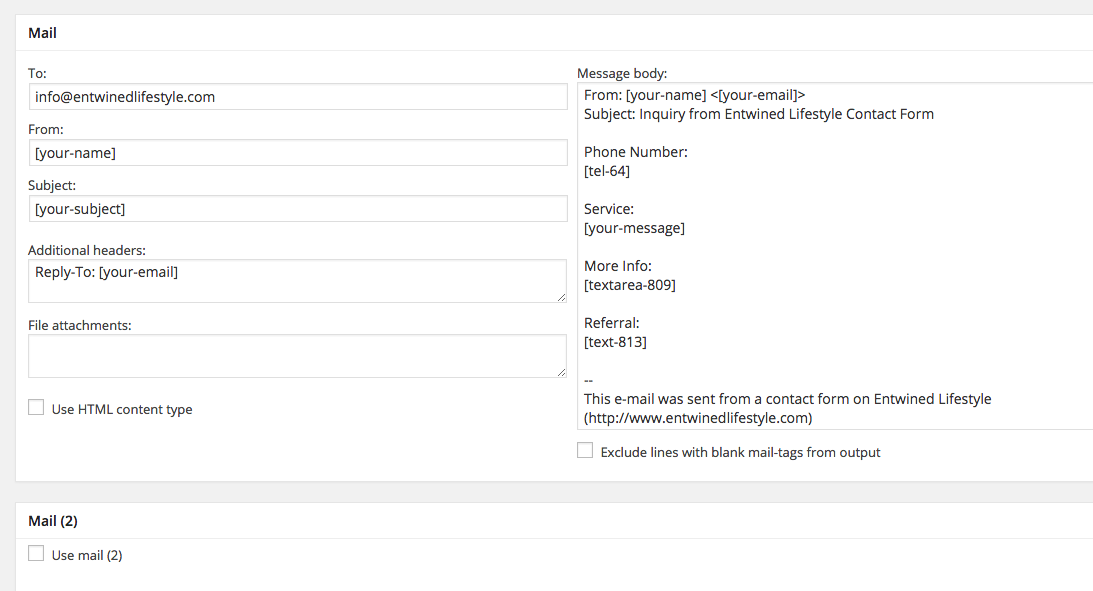 Mail
To:
info@entwinedlifestyle.com
From:
[your-name]
Subject:
[your-subject]
Additional headers:
Reply-To: [your-email]
File attachments:
Use HTML content type
Message body:
From: [your-name] <[your-email]>
Subject: Inquiry from Entwined Lifestyle Contact Form
Phone Number:
[tel-64]
Service:
[your-message]
More Info:
[textarea-809]
Referral:
[text-813]
--
This e-mail was sent from a contact form on Entwined Lifestyle
(http://www.entwinedlifestyle.com)
Exclude lines with blank mail-tags from output
Mail (2)
Use mail (2)